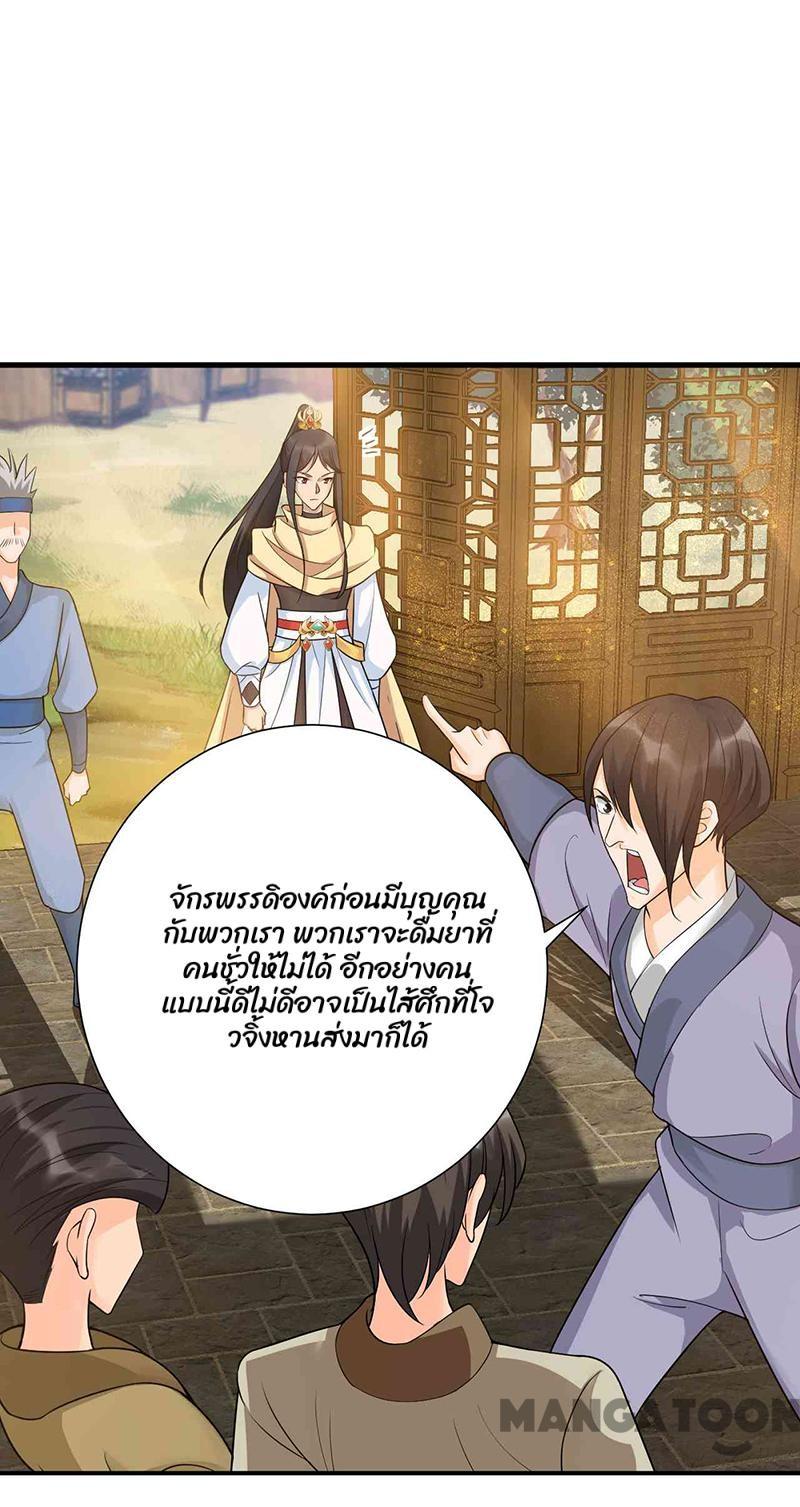 จักรพรรดิองค์ก่อนมีบุญคุณ
กับพวกเรา พวกเราจะดื่มยาที่
คนชั่วให้ไม่ได้ อีกอย่างคน
แบบนี้ดีไม่ดีอาจเป็นไส้ศึกที่โจ
วจิ้งหานส่งมาก็ได้
MANGATOON